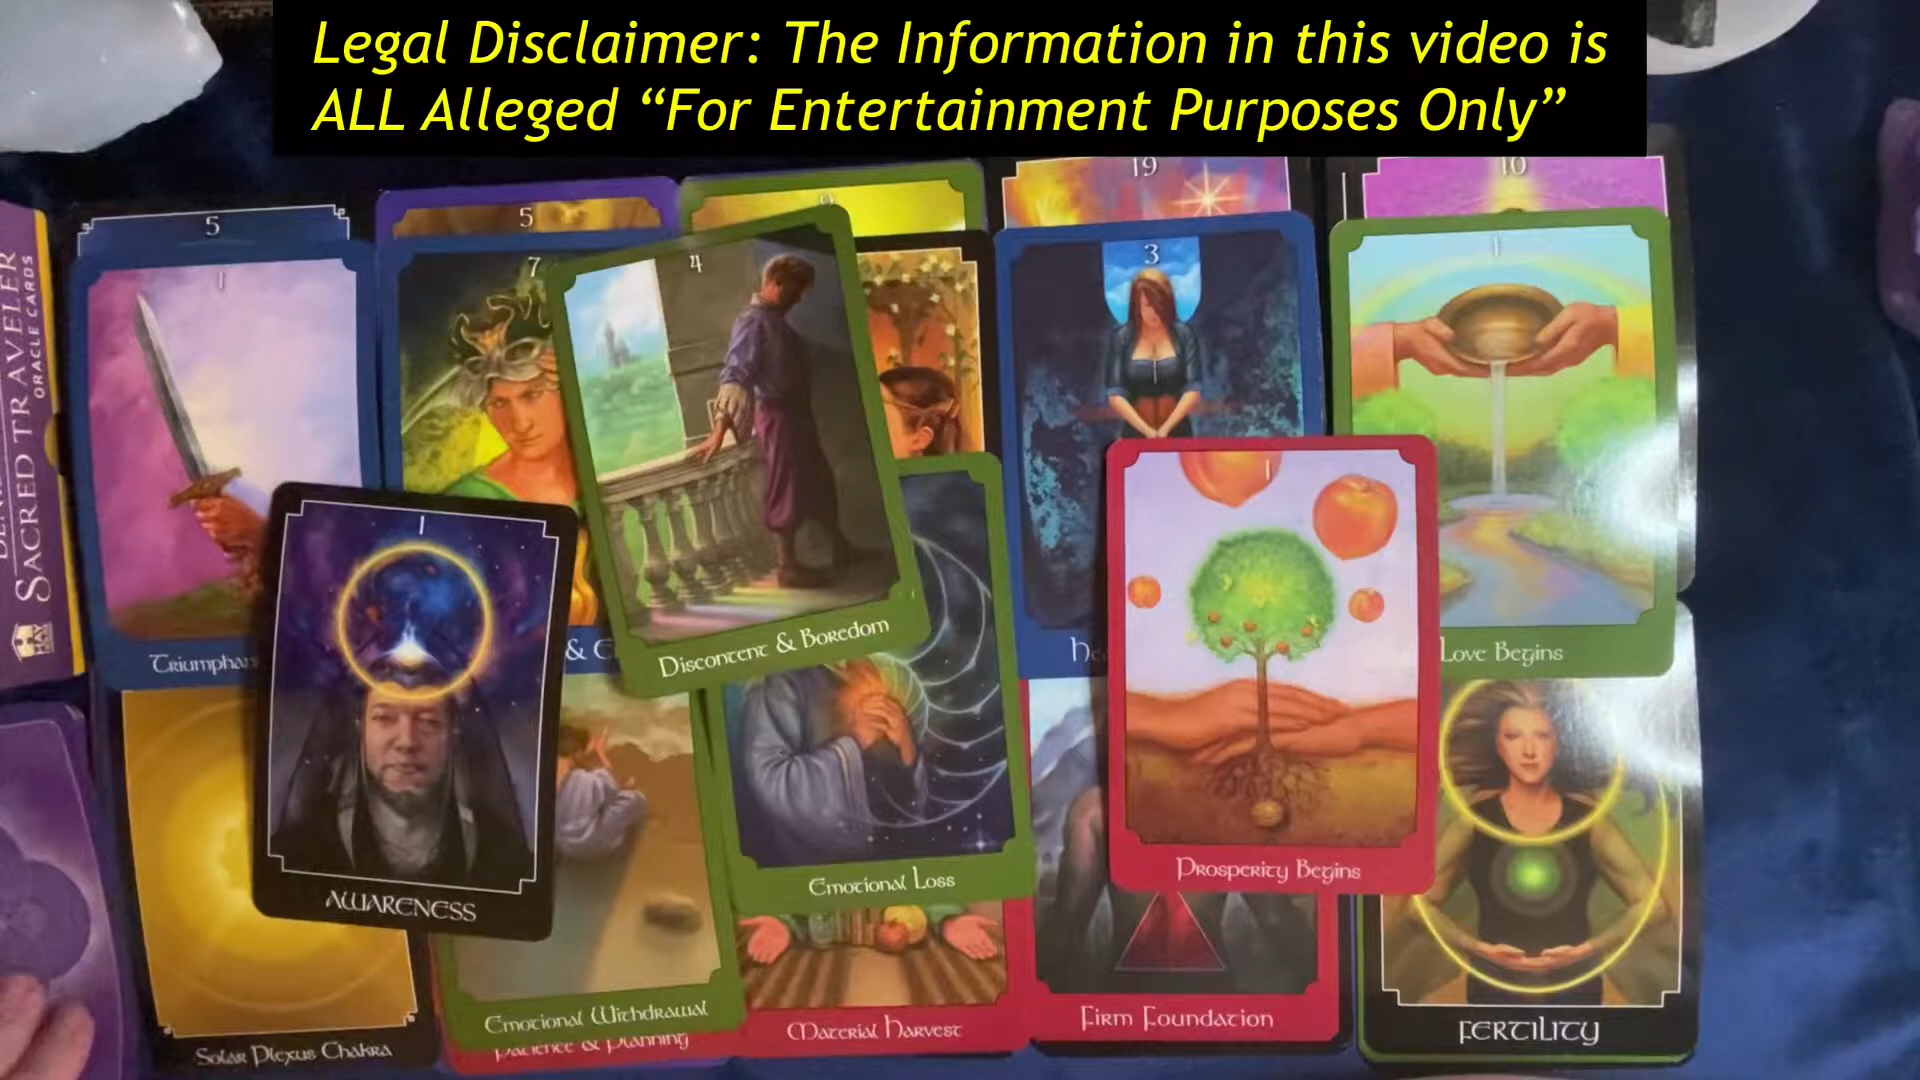 Legal Disclaimer: The Information in this video is
ALL Alleged “For Entertainment Purposes Only”
19
10
5
5
1
7
4
3
1
SACRED TRAVELER
ORACLE CARDS
HAY HOUSE
1
1
Discontent & Boredom
Love Begins
Emotional Loss
Prosperity Begins
AWARENESS
Emotional Withdrawal
Material Harvest
Firm Foundation
FERTILITY
Solar Plexus Chakra
Patience & Planning